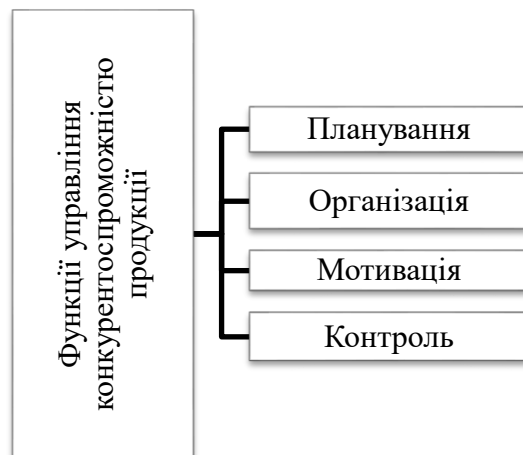 Функції управління
конкурентоспроможністю
продукції
Планування
Організація
Мотивація
Контроль